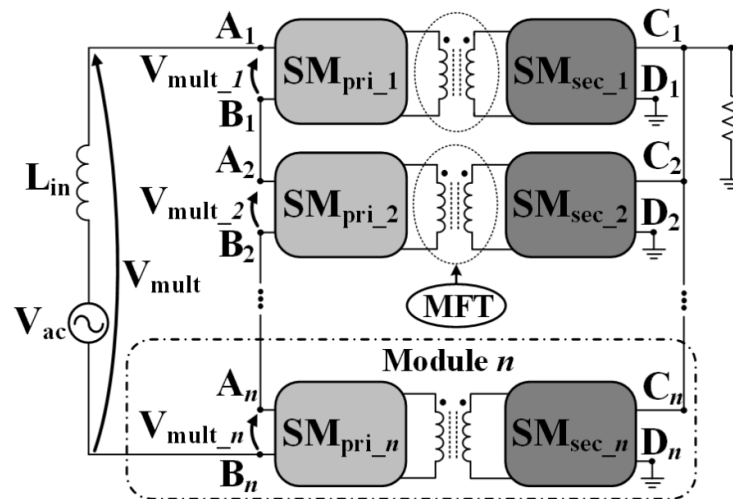 A1 SMpri_1 SMsec_1 C1
Vmult_1
B1 D1
A2 C2
Lin Vmult_2 SMpri_2 SMsec_2
B2 D2
Vmult
MFT
Vac
Module n
An Cn
Vmult_n SMpri_n SMsec_n
Bn Dn